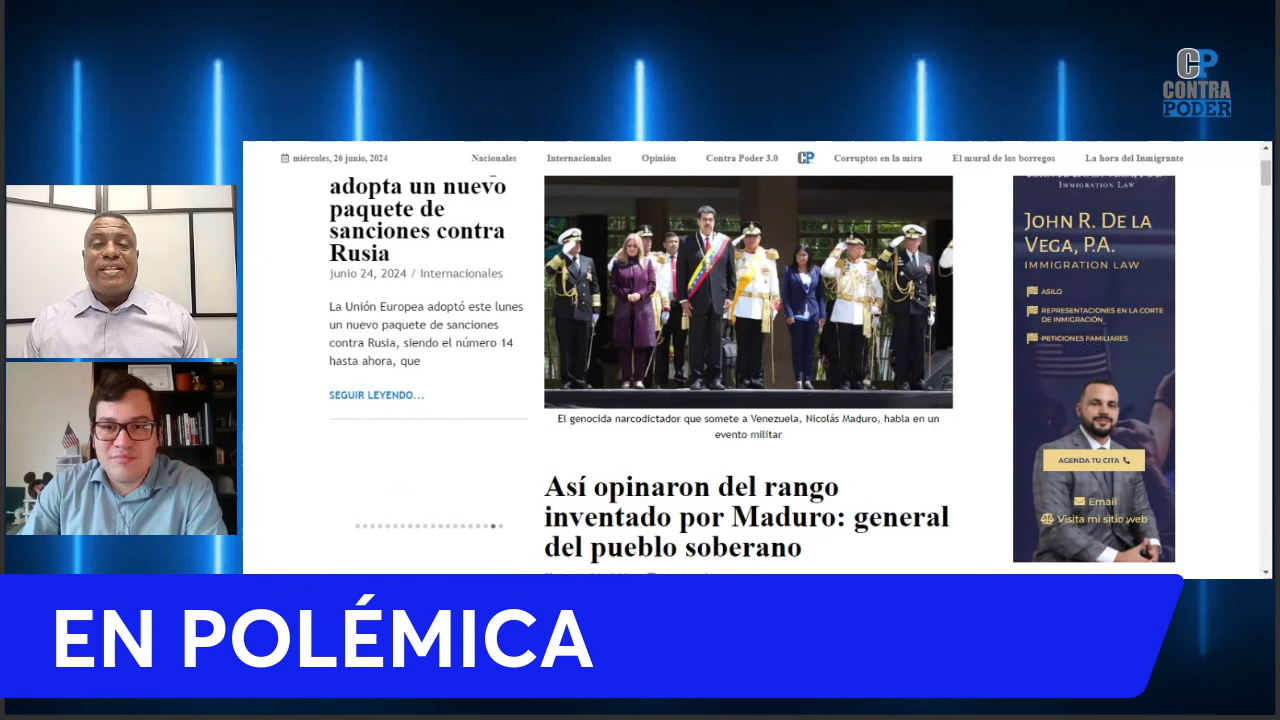 CP
CONTRA
PODER
miércoles, 26 junio, 2024
Nacionales
Internacionales
Opinión
Contra Poder 3.0
CP
Corruptos en la mira
El mural de los borregos
La hora del Inmigrante
adopta un nuevo
paquete de
sanciones contra
Rusia
junio 24, 2024 / Internacionales
La Unión Europea adoptó este lunes
un nuevo paquete de sanciones
contra Rusia, siendo el número 14
hasta ahora, que
SEGUIR LEYENDO...
El genocida narcodictador que somete a Venezuela, Nicolás Maduro, habla en un
evento militar
Así opinaron del rango
inventado por Maduro: general
del pueblo soberano
IMMIGRATION LAW
JOHN R. DE LA
VEGA, P.A.
IMMIGRATION LAW
ASILO
REPRESENTACIONES EN LA CORTE
DE INMIGRACIÓN
PETICIONES FAMILIARES
AGENDA TU CITA
Email
Visita mi sitio web
EN POLÉMICA